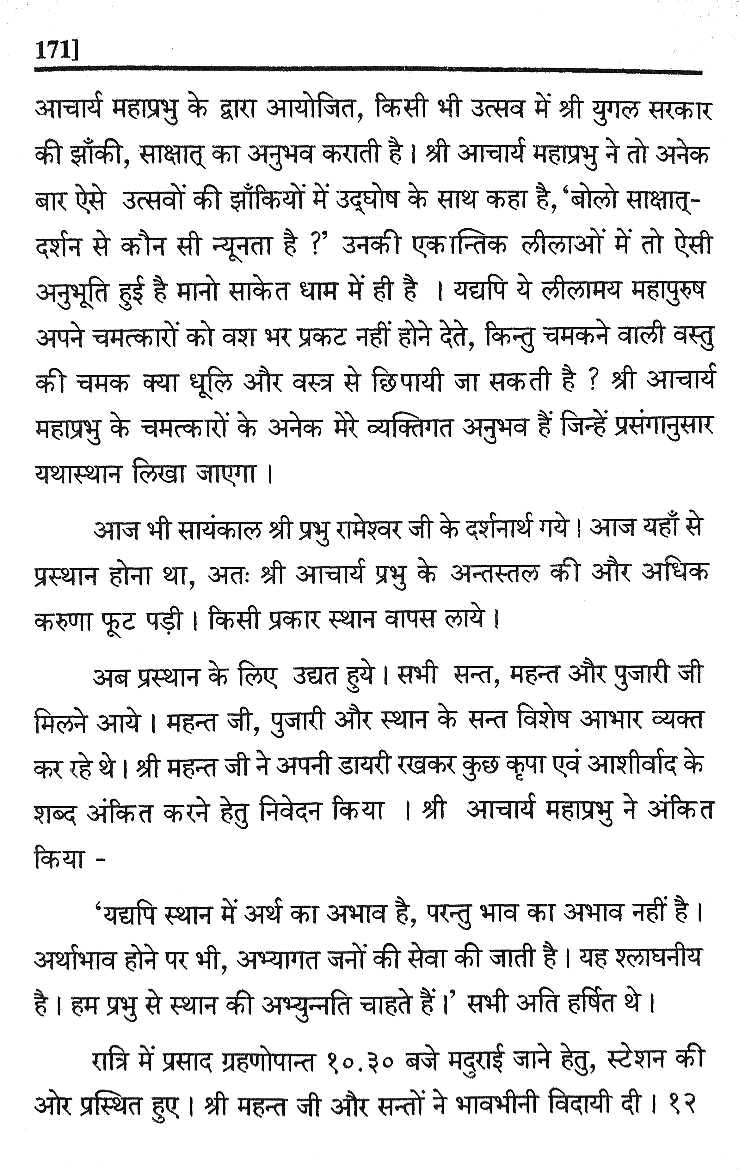 171]
आचार्य महाप्रभु के द्वारा आयोजित, किसी भी उत्सव में श्री युगल सरकार
की झाँकी, साक्षात् का अनुभव कराती है। श्री आचार्य महाप्रभु ने तो अनेक
बार ऐसे उत्सवों की झाँकियों में उद्घोष के साथ कहा है, ‘बोलो साक्षात्-
दर्शन से कौन सी न्यूनता है ?’ उनकी एकान्तिक लीलाओं में तो ऐसी
अनुभूति हुई है मानो साकेत धाम में ही है । यद्यपि ये लीलामय महापुरुष
अपने चमत्कारों को वश भर प्रकट नहीं होने देते, किन्तु चमकने वाली वस्तु
की चमक क्या धूलि और वस्त्र से छिपायी जा सकती है ? श्री आचार्य
महाप्रभु के चमत्कारों के अनेक मेरे व्यक्तिगत अनुभव हैं जिन्हें प्रसंगानुसार
यथास्थान लिखा जाएगा।
आज भी सायंकाल श्री प्रभु रामेश्वर जी के दर्शनार्थ गये। आज यहाँ से
प्रस्थान होना था, अतः श्री आचार्य प्रभु के अन्तस्तल की और अधिक
करुणा फूट पड़ी। किसी प्रकार स्थान वापस लाये।
अब प्रस्थान के लिए उद्यत हुये। सभी सन्त, महन्त और पुजारी जी
मिलने आये। महन्त जी, पुजारी और स्थान के सन्त विशेष आभार व्यक्त
कर रहे थे। श्री महन्त जी ने अपनी डायरी रखकर कुछ कृपा एवं आशीर्वाद के
शब्द अंकित करने हेतु निवेदन किया । श्री आचार्य महाप्रभु ने अंकित
किया -
‘यद्यपि स्थान में अर्थ का अभाव है, परन्तु भाव का अभाव नहीं है।
अर्थाभाव होने पर भी, अभ्यागत जनों की सेवा की जाती है। यह श्लाघनीय
है। हम प्रभु से स्थान की अभ्युन्नति चाहते हैं।’ सभी अति हर्षित थे।
रात्रि में प्रसाद ग्रहणोपान्त १०.३० बजे मदुराई जाने हेतु, स्टेशन की
ओर प्रस्थित हुए। श्री महन्त जी और सन्तों ने भावभीनी विदायी दी। १२